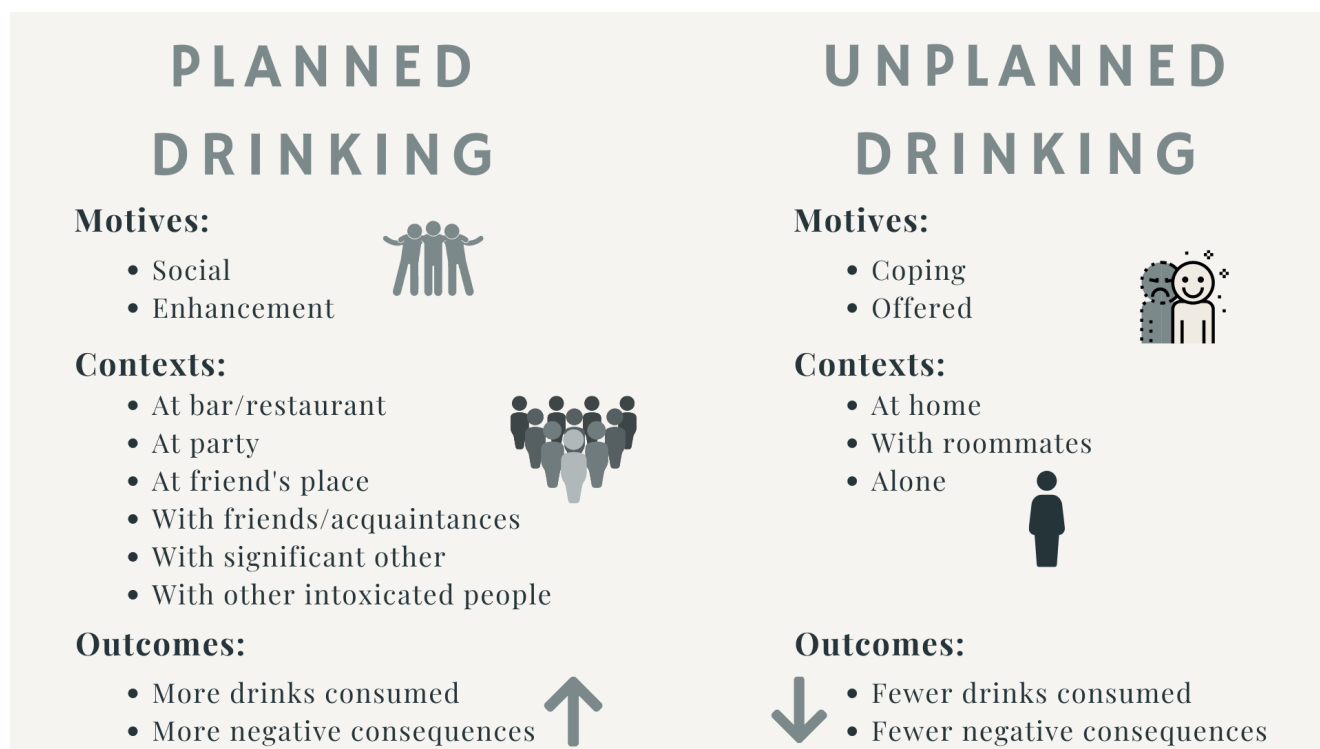 PLANNED
DRINKING
Motives:
• Social
• Enhancement
Contexts:
• At bar/restaurant
• At party
• At friend's place
• With friends/acquaintances
• With significant other
• With other intoxicated people
Outcomes:
• More drinks consumed
• More negative consequences
UNPLANNED
DRINKING
Motives:
• Coping
• Offered
Contexts:
• At home
• With roommates
• Alone
Outcomes:
• Fewer drinks consumed
• Fewer negative consequences